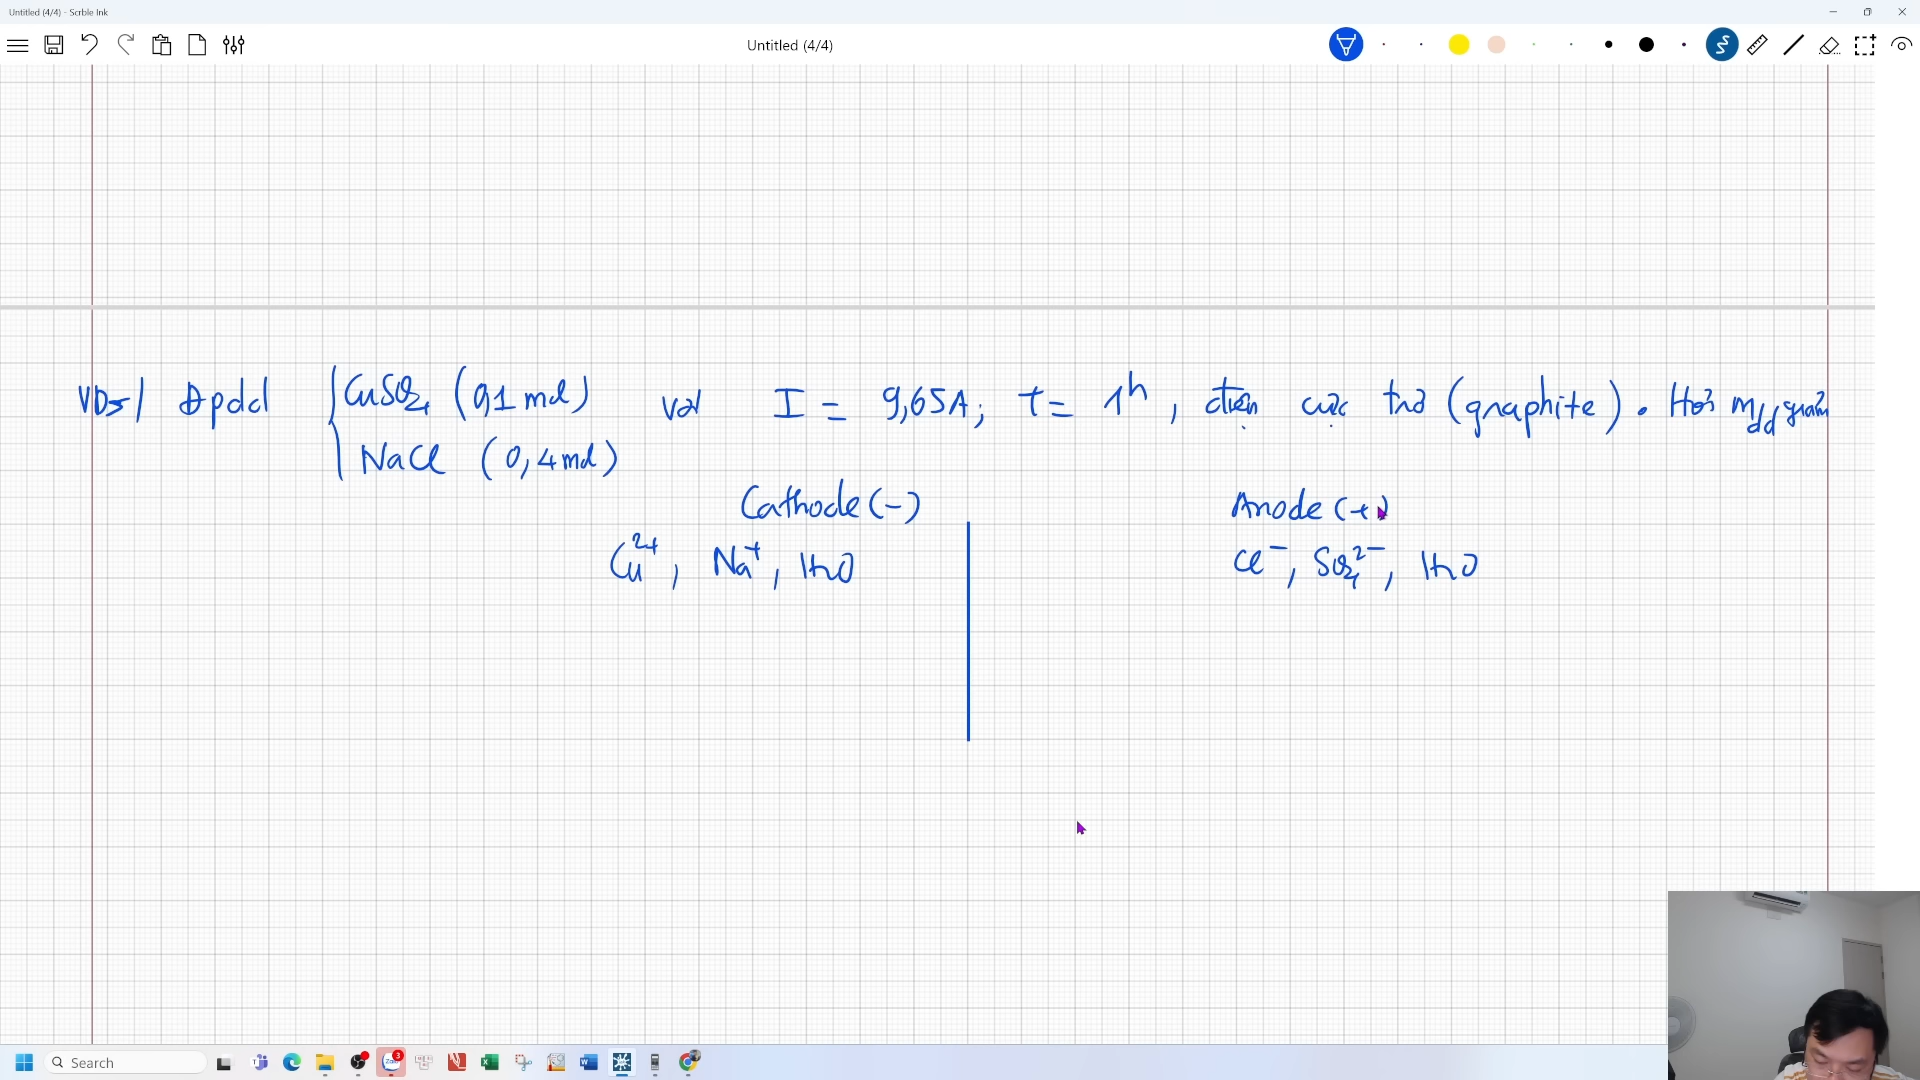 Untitled (4/4) - Scrble Ink
Untitled (4/4)
VD5/ Đpdd CuSO4 (0,1 mol) với I = 9,65A; t = 1h, điện cực trơ (graphite). Hỏi mdd giảm
NaCl (0,4 mol)
Cathode (-) Anode (+)
Cu2+, Na+, H2O Cl-, SO42-, H2O
Search
3